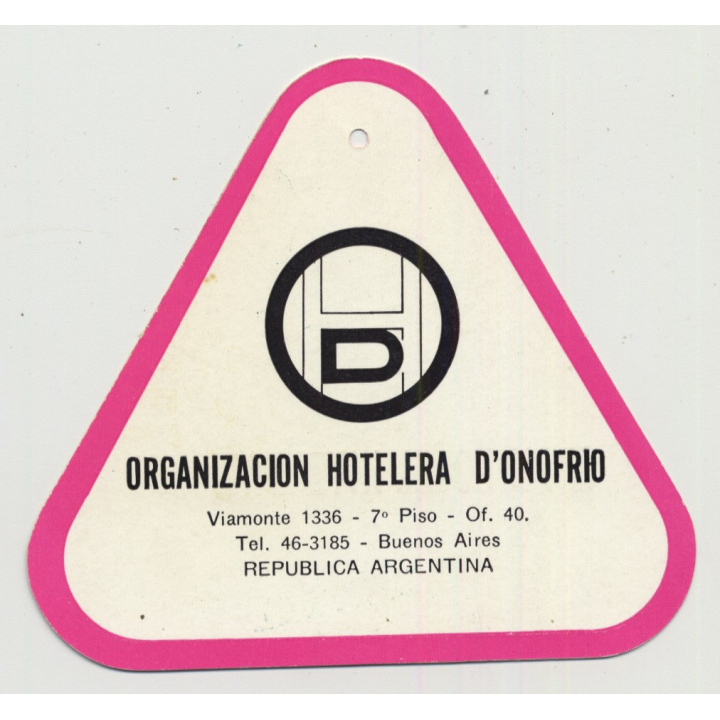 D
ORGANIZACION HOTELERA D'ONOFRIO
Viamonte 1336 - 7º Piso - Of. 40.
Tel. 46-3185 - Buenos Aires
REPUBLICA ARGENTINA